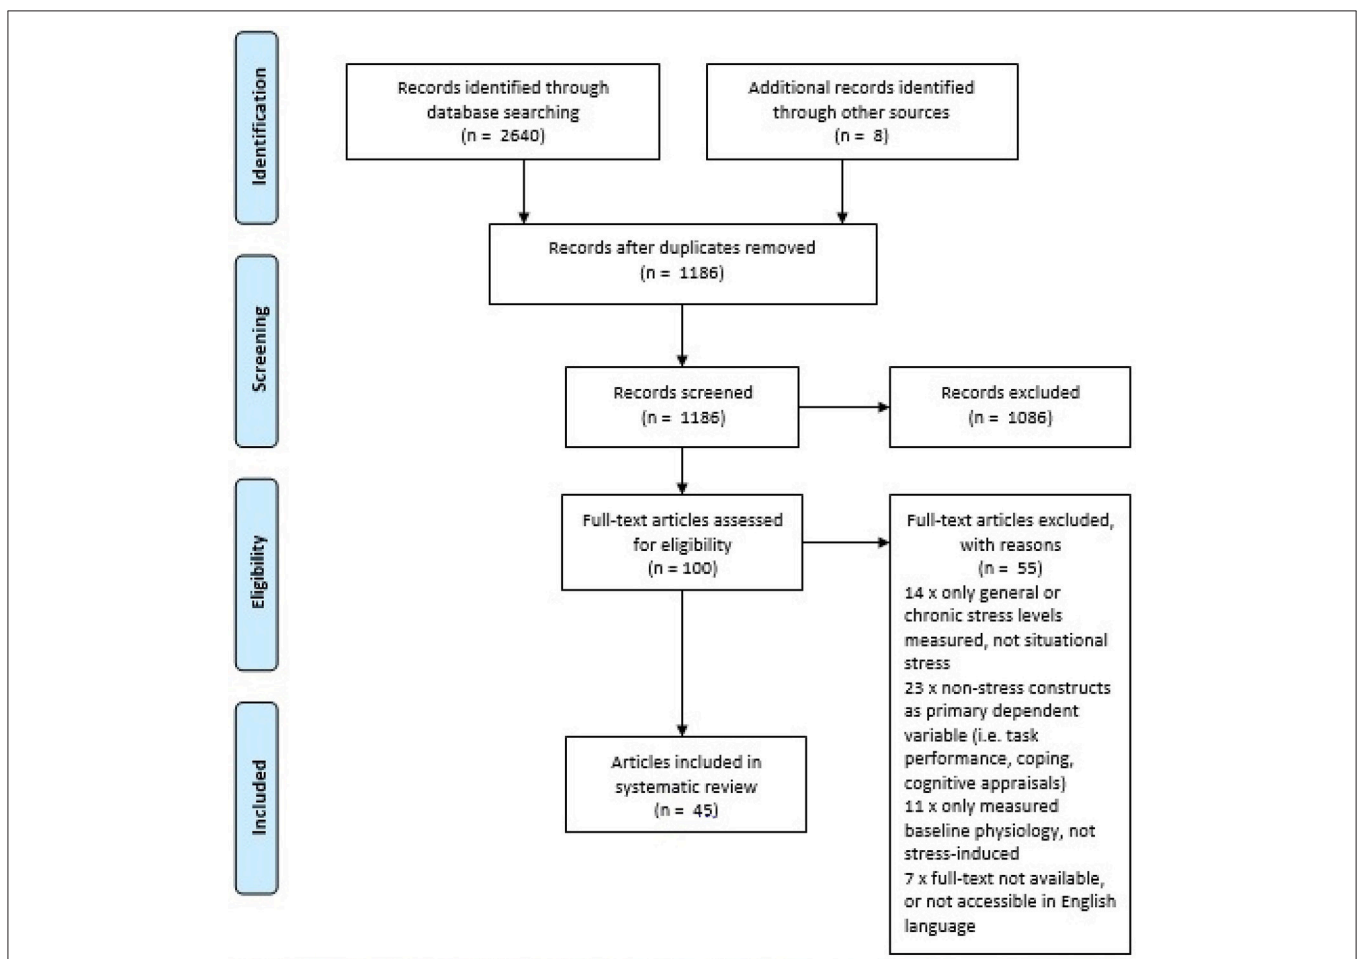 Identification
Records identified through
database searching
(n = 2640)
Additional records identified
through other sources
(n = 8)
Records after duplicates removed
(n = 1186)
Screening
Records screened
(n = 1186)
Records excluded
(n = 1086)
Eligibility
Full-text articles assessed
for eligibility
(n = 100)
Full-text articles excluded,
with reasons
(n = 55)
14 x only general or
chronic stress levels
measured, not situational
stress
23 x non-stress constructs
as primary dependent
variable (i.e. task
performance, coping,
cognitive appraisals)
11 x only measured
baseline physiology, not
stress-induced
7 x full-text not available,
or not accessible in English
language
Included
Articles included in
systematic review
(n = 45)